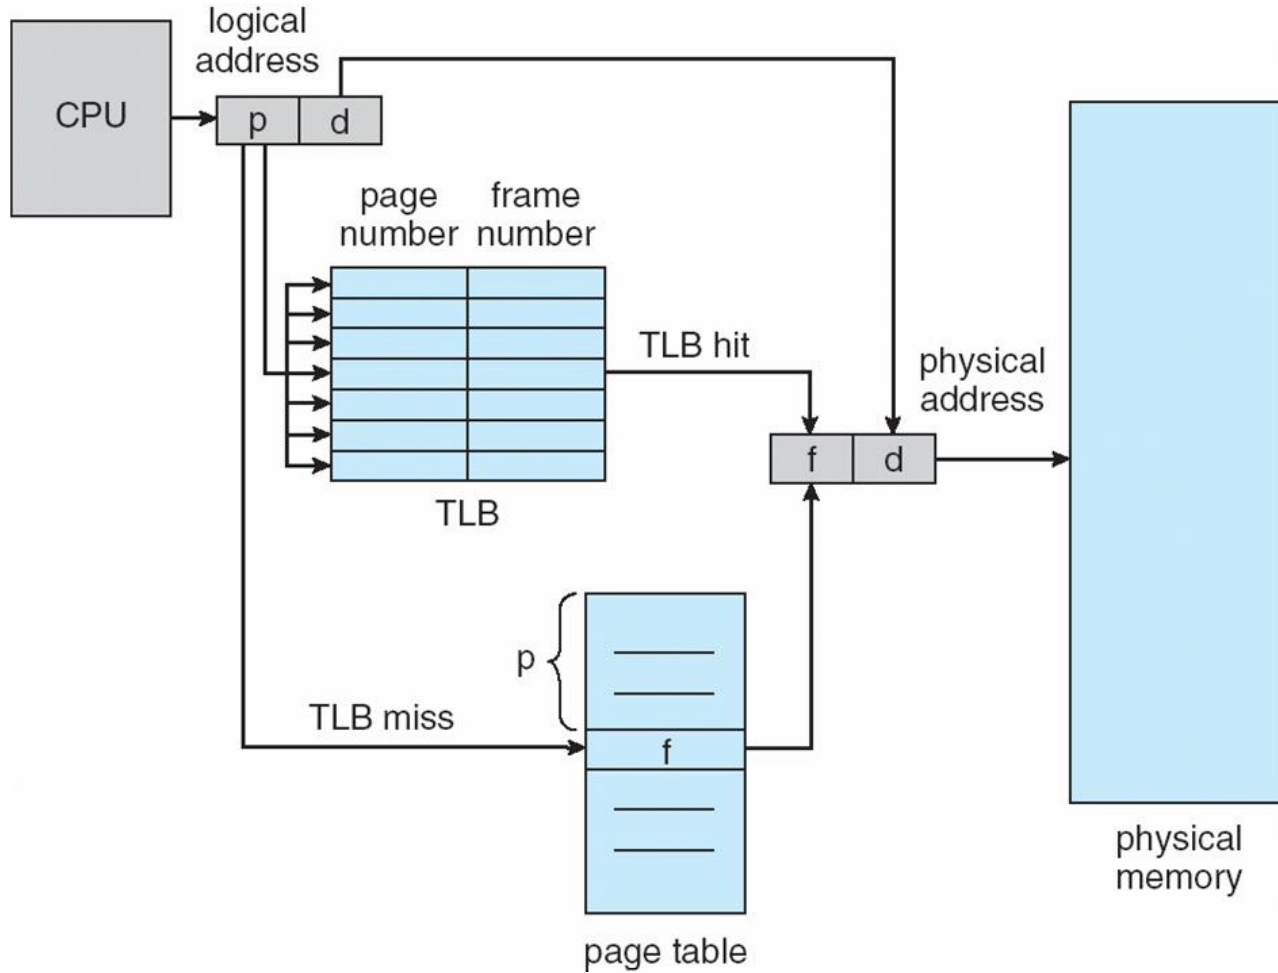 logical
address
CPU
p
d
page
number
frame
number
TLB hit
physical
address
f
d
TLB
p
TLB miss
f
physical
memory
page table